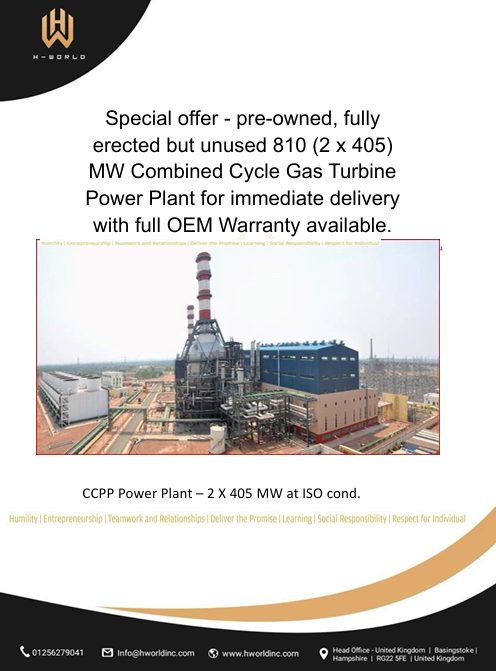 H-WORLD
Special offer - pre-owned, fully
erected but unused 810 (2 x 405)
MW Combined Cycle Gas Turbine
Power Plant for immediate delivery
with full OEM Warranty available.
Humility | Entrepreneurship | Teamwork and Relationships | Deliver the Promise | Learning | Social Responsibility | Respect for Individual
CCPP Power Plant – 2 X 405 MW at ISO cond.
Humility | Entrepreneurship | Teamwork and Relationships | Deliver the Promise | Learning | Social Responsibility | Respect for Individual
01256279041
Info@hworldinc.com
www.hworldinc.com
Head Office - United Kingdom | Basingstoke |
Hampshire | RG22 5FE | United Kingdom